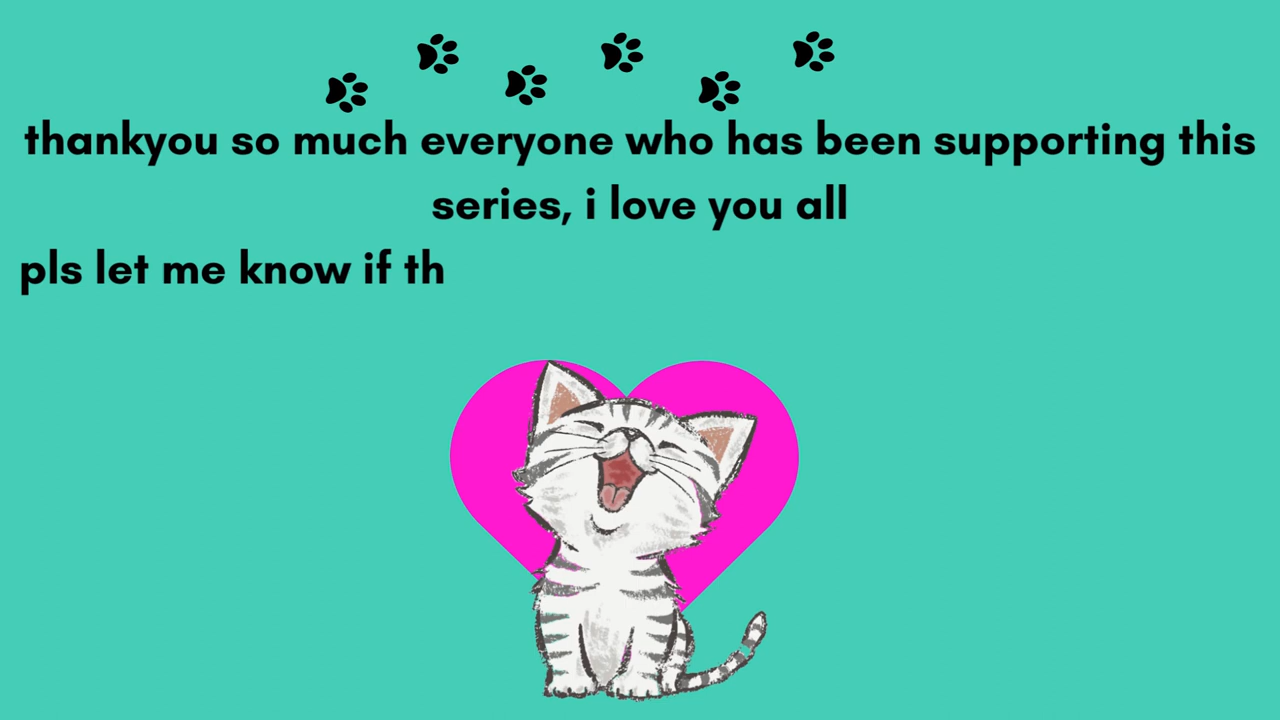 thankyou so much everyone who has been supporting this
series, i love you all
pls let me know if th